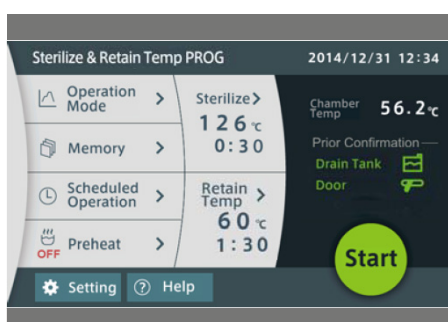 Sterilize & Retain Temp PROG
2014/12/31 12:34
Operation
Mode
>
Memory
>
Scheduled
Operation
>
OFF
Preheat
>
Sterilize>
126℃
0:30
Retain
Temp
>
60℃
1:30
Chamber
Temp
56.2℃
Prior Confirmation
Drain Tank
Door
Start
Setting
? Help